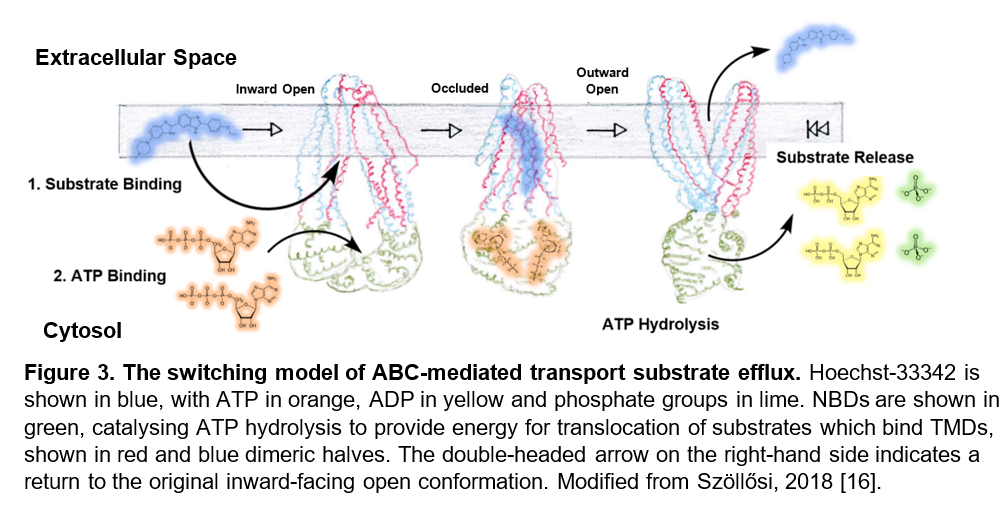 Extracellular Space
Inward Open
Occluded
Outward
Open
1. Substrate Binding
Substrate Release
2. ATP Binding
Cytosol
ATP Hydrolysis
Figure 3. The switching model of ABC-mediated transport substrate efflux. Hoechst-33342 is
shown in blue, with ATP in orange, ADP in yellow and phosphate groups in lime. NBDs are shown in
green, catalysing ATP hydrolysis to provide energy for translocation of substrates which bind TMDs,
shown in red and blue dimeric halves. The double-headed arrow on the right-hand side indicates a
return to the original inward-facing open conformation. Modified from Szöllősi, 2018 [16].